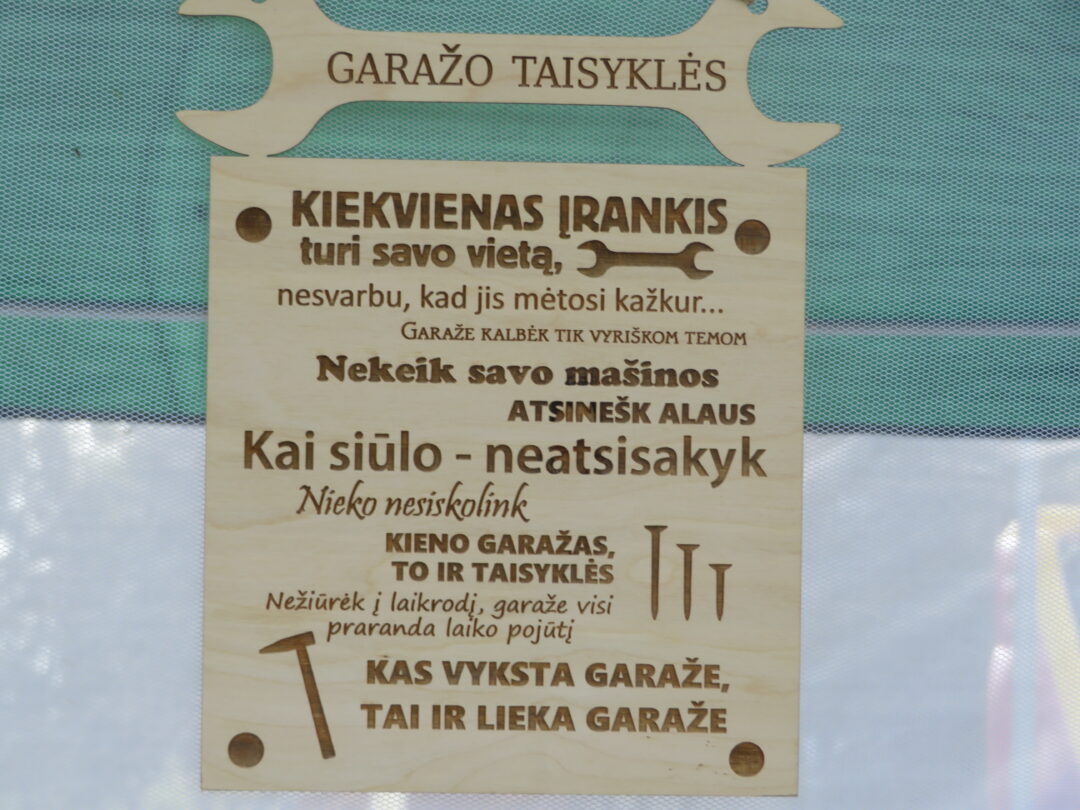 GARAŽO TAISYKLĖS
KIEKVIENAS ĮRANKIS
turi savo vietą,
nesvarbu, kad jis mėtosi kažkur...
GARAŽE KALBĖK TIK VYRIŠKOM TEMOM
Nekeik savo mašinos
ATSINEŠK ALAUS
Kai siūlo - neatsisakyk
Nieko nesiskolink
KIENO GARAŽAS,
TO IR TAISYKLĖS
Nežiūrėk į laikrodį, garaže visi
praranda laiko pojūtį
KAS VYKSTA GARAŽE,
TAI IR LIEKA GARAŽE